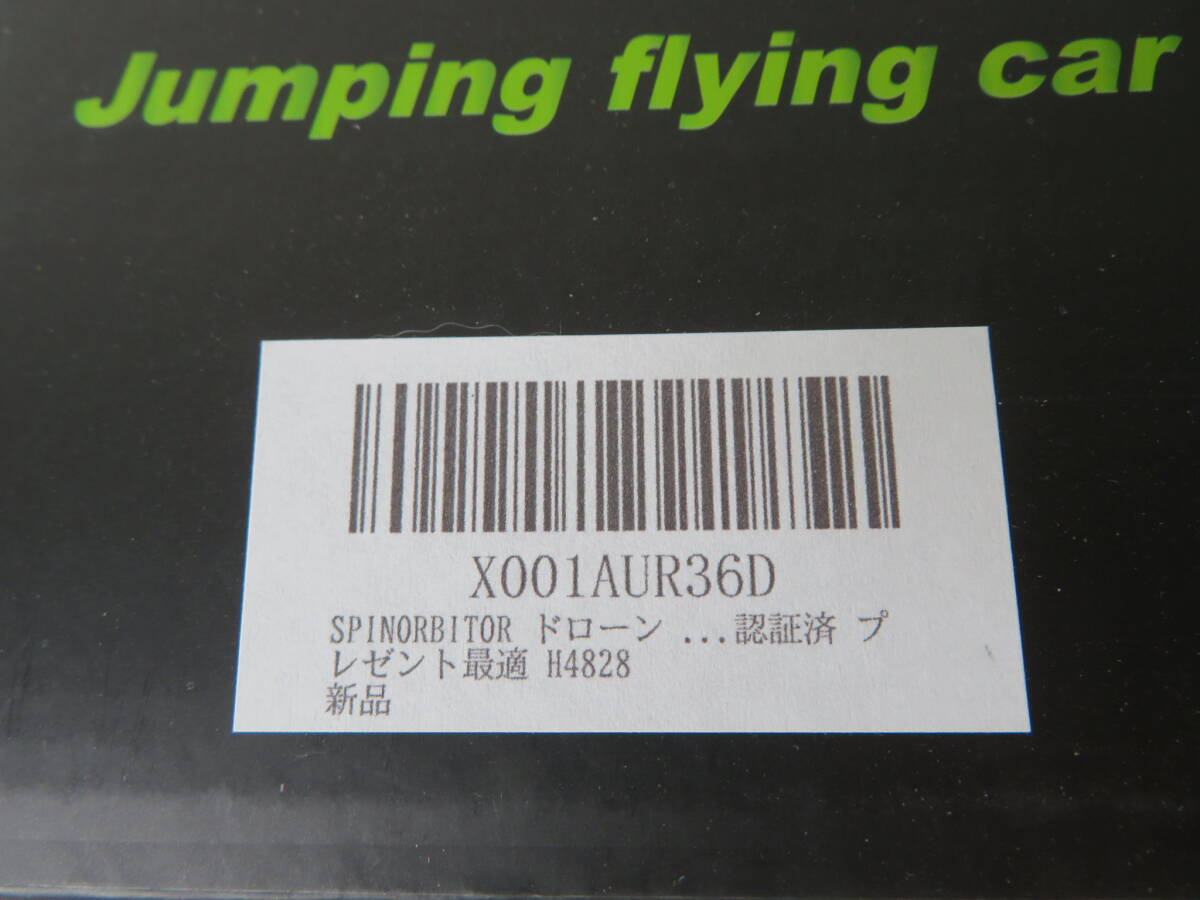 Jumping flying car
X001AUR36D
SPINORBITOR ドローン ...認証済 プ
レゼント最適 H4828
新品